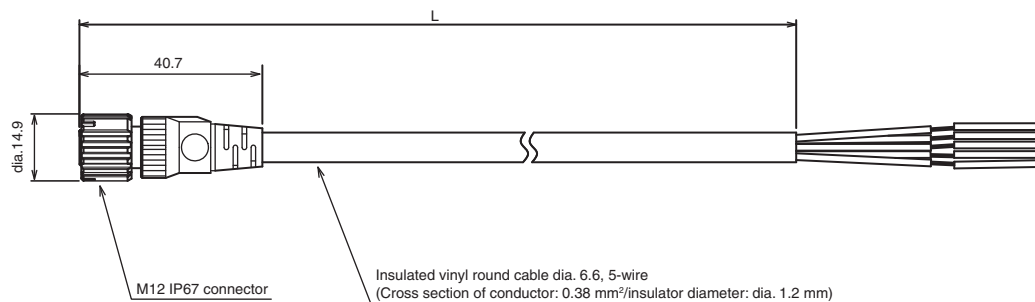 L
40.7
dia.14.9
M12 IP67 connector
Insulated vinyl round cable dia. 6.6, 5-wire
(Cross section of conductor: 0.38 mm²/insulator diameter: dia. 1.2 mm)